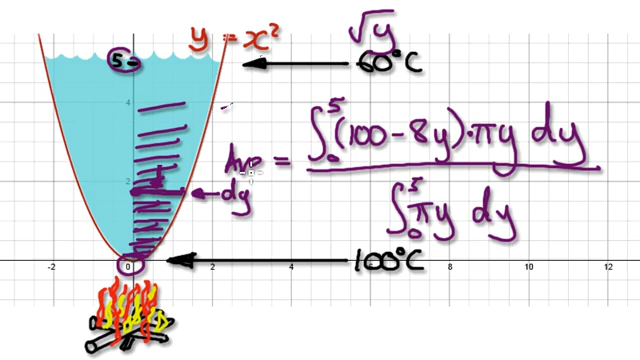 √y
y = x²
5
60°C
4
∫₀⁵ (100 - 8y)·πy dy
Ave =
2
dy
∫₀⁵ πy dy
-2 0 2 4 6 8 10 12
100°C